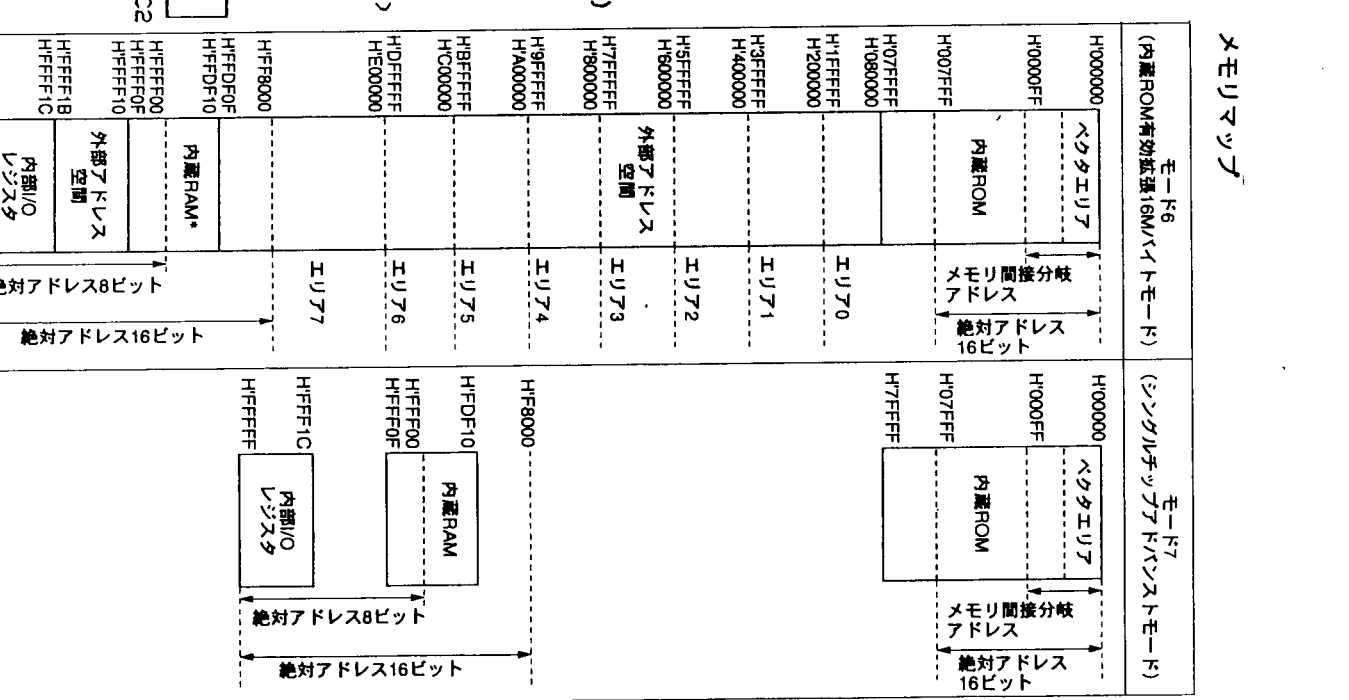 メモリマップ
モード6
(内蔵ROM有効拡張16Mバイトモード)
H'000000
H'0000FF
H'007FFF
H'07FFFF
H'080000
H'1FFFFF
H'200000
H'3FFFFF
H'400000
H'5FFFFF
H'600000
H'7FFFFF
H'800000
H'9FFFFF
H'A00000
H'BFFFFF
H'C00000
H'DFFFFF
H'E00000
H'FF8000
H'FFDF0F
H'FFDF10
H'FFFF00
H'FFFF0F
H'FFFF10
H'FFFF1B
H'FFFF1C
ベクタエリア
内蔵ROM
外部アドレス
空間
内蔵RAM*
外部アドレス
空間
内部I/O
レジスタ
メモリ間接分岐
アドレス
絶対アドレス
16ビット
エリア0
エリア1
エリア2
エリア3
エリア4
エリア5
エリア6
エリア7
絶対アドレス8ビット
絶対アドレス16ビット
モード7
(シングルチップアドバンストモード)
H'00000
H'000FF
H'07FFF
H'7FFFF
H'F8000
H'FDF10
H'FFF00
H'FFF0F
H'FFF1C
H'FFFFF
ベクタエリア
内蔵ROM
内蔵RAM
内部I/O
レジスタ
メモリ間接分岐
アドレス
絶対アドレス
16ビット
絶対アドレス8ビット
絶対アドレス16ビット